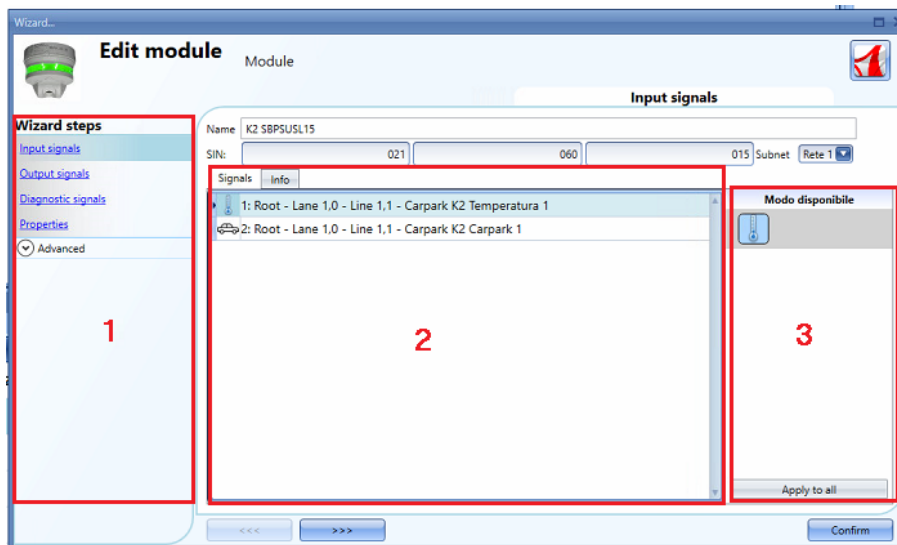 Wizard...
Edit module
Module
Input signals
Wizard steps
Input signals
Output signals
Diagnostic signals
Properties
Advanced
1
Name K2 SBPSUSL15
SIN: 021 060 015 Subnet Rete 1
Signals Info
1: Root - Lane 1,0 - Line 1,1 - Carpark K2 Temperatura 1
2: Root - Lane 1,0 - Line 1,1 - Carpark K2 Carpark 1
2
Modo disponibile
3
Apply to all
<<< >>> Confirm